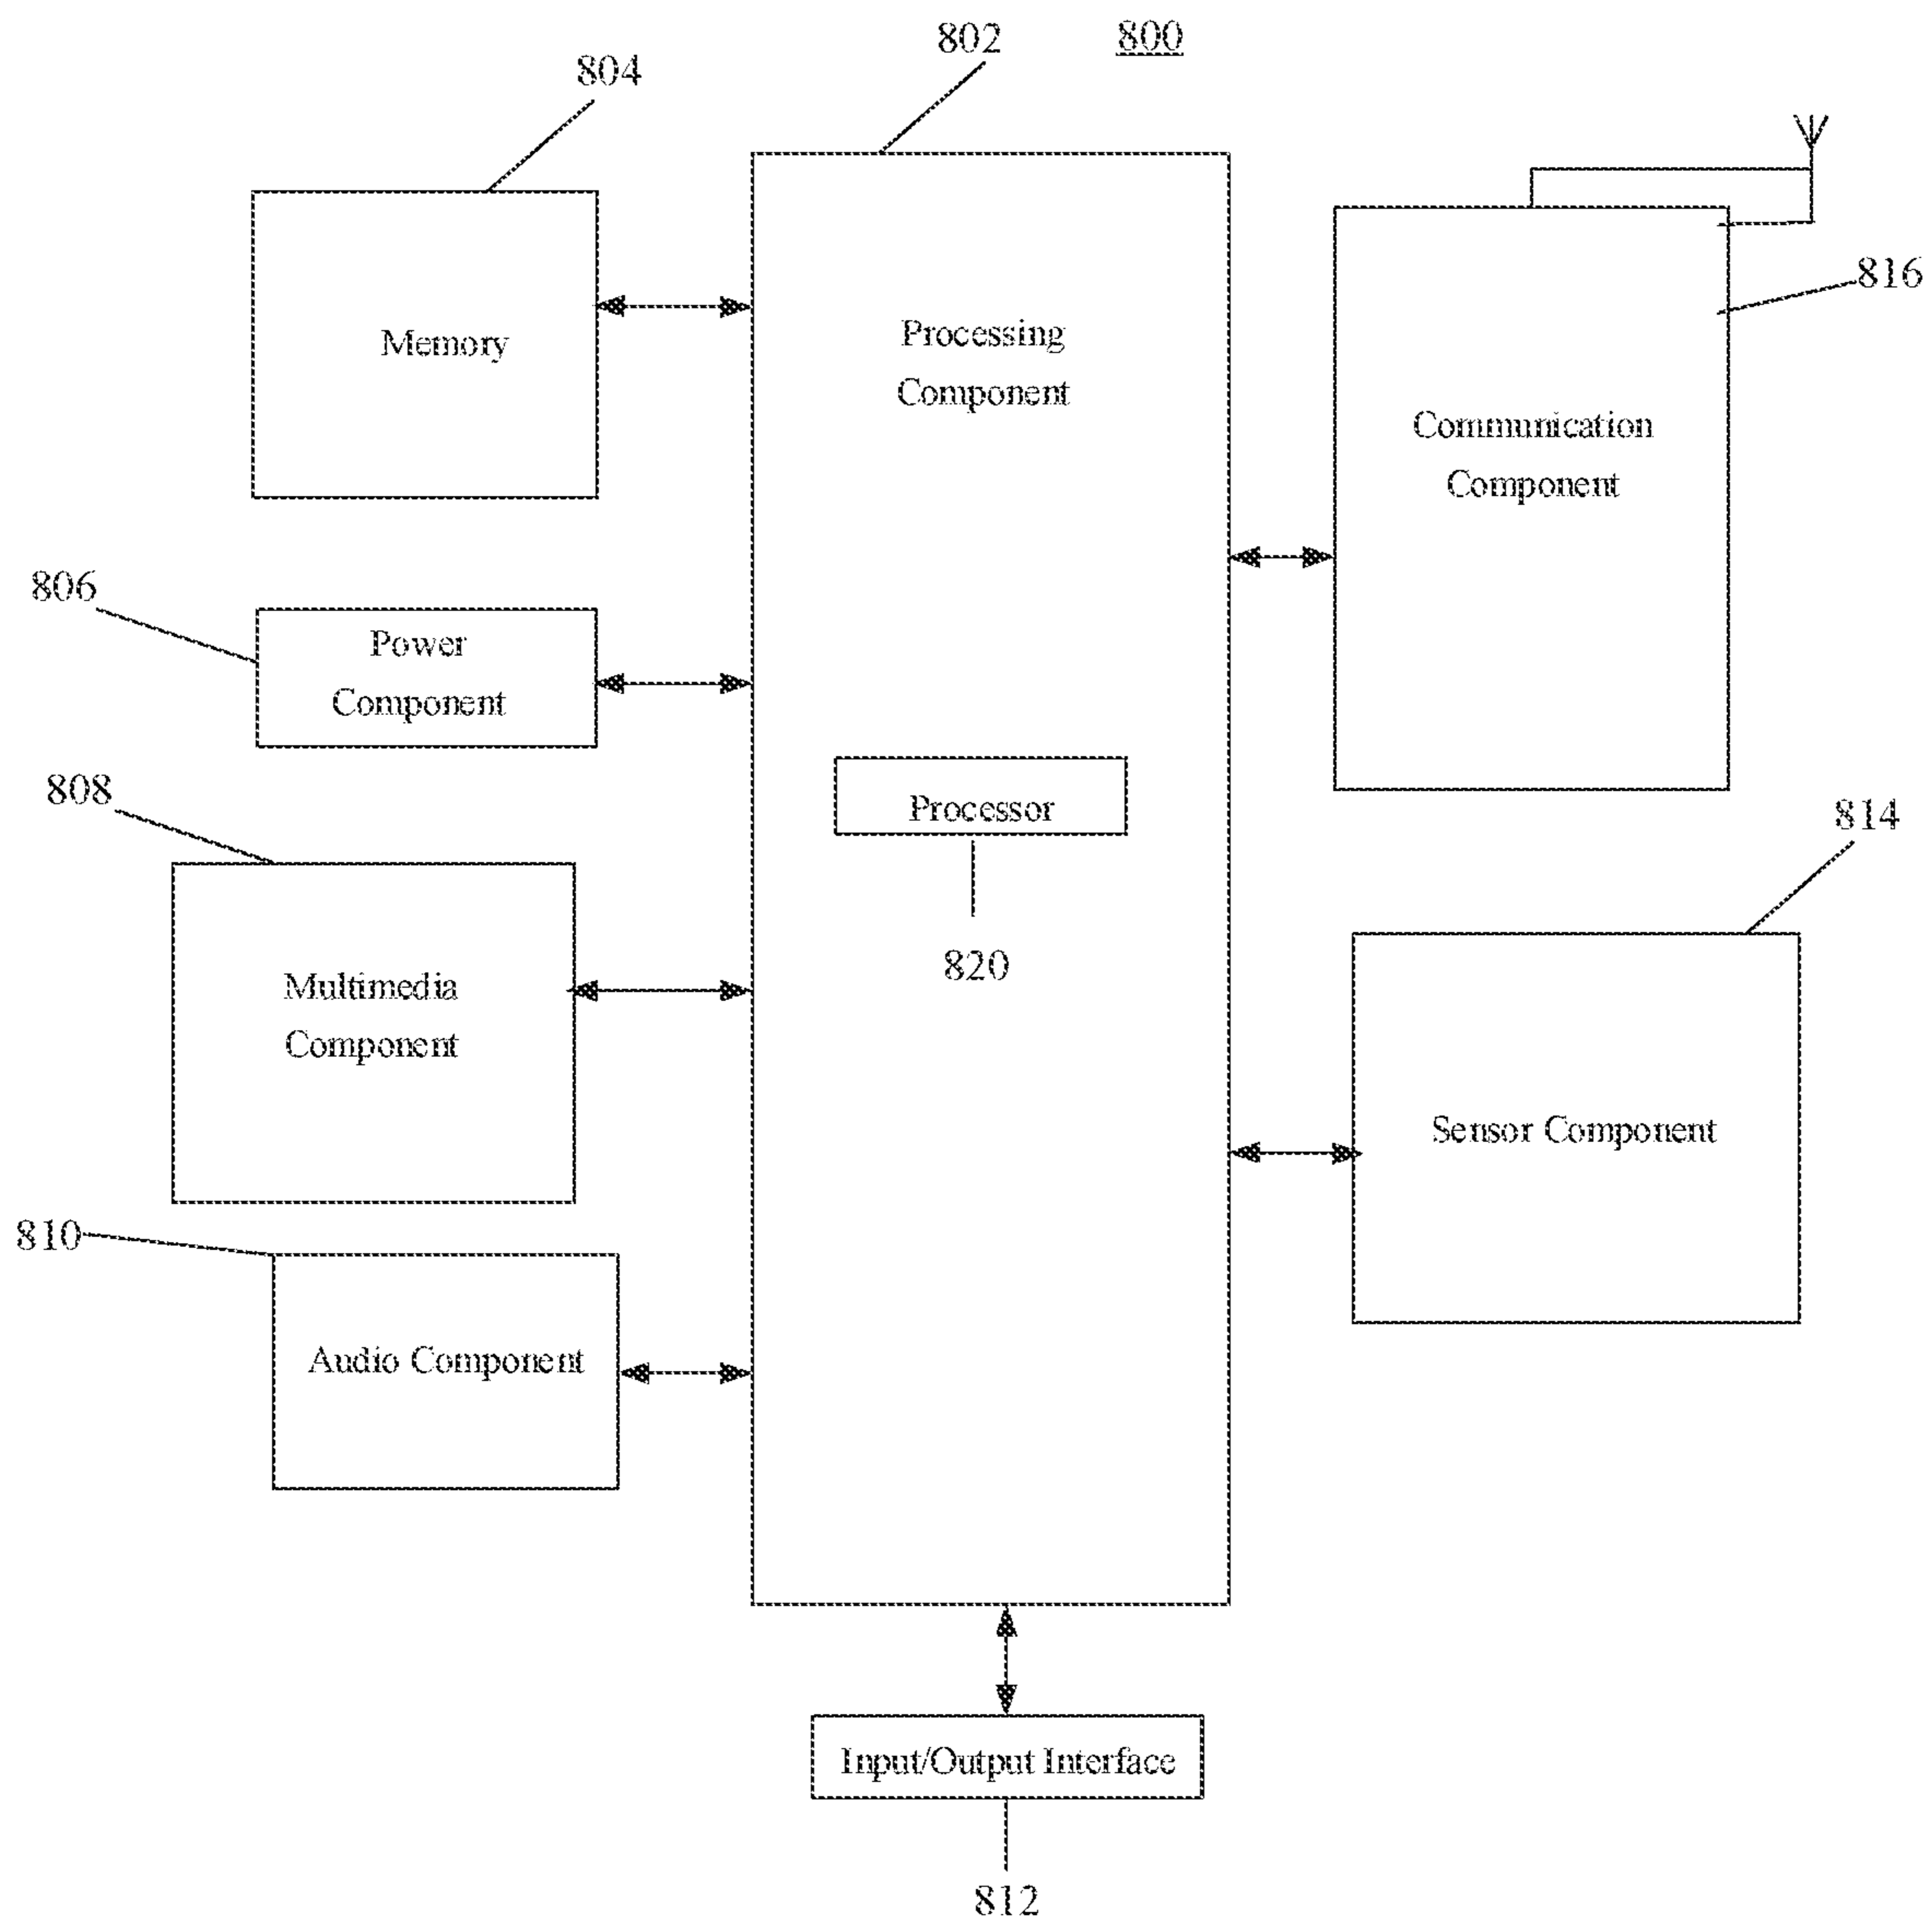 802
800
804
816
Memory
Processing
Component
Communication
Component
806
Power
Component
808
Processor
814
820
Multimedia
Component
Sensor Component
810
Audio Component
Input/Output Interface
812